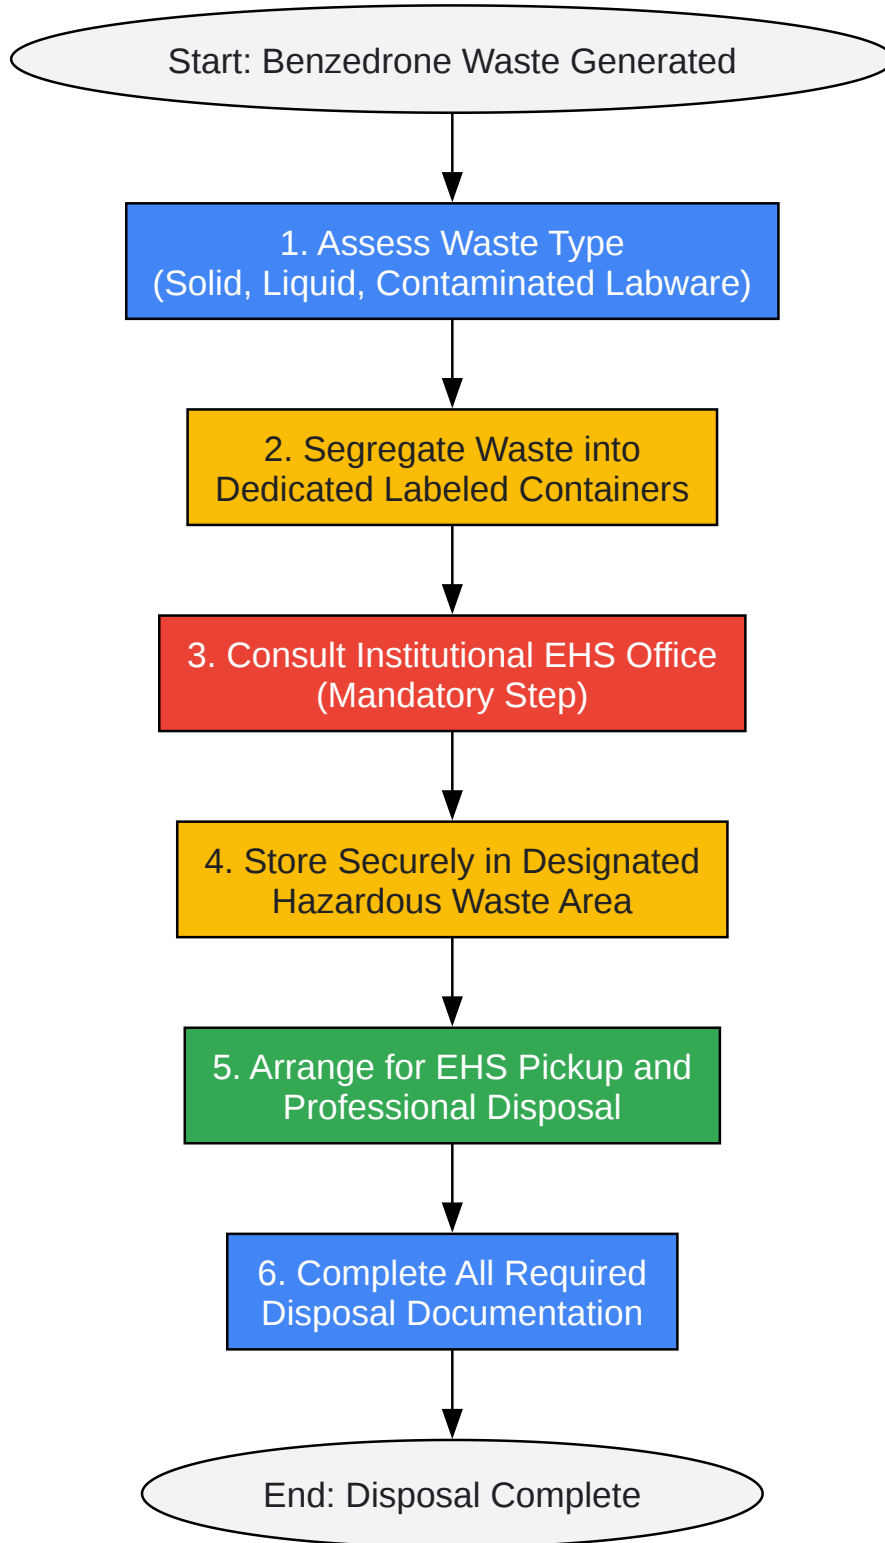 Start: Benzedrone Waste Generated
1. Assess Waste Type
(Solid, Liquid, Contaminated Labware)
2. Segregate Waste into
Dedicated Labeled Containers
3. Consult Institutional EHS Office
(Mandatory Step)
4. Store Securely in Designated
Hazardous Waste Area
5. Arrange for EHS Pickup and
Professional Disposal
6. Complete All Required
Disposal Documentation
End: Disposal Complete